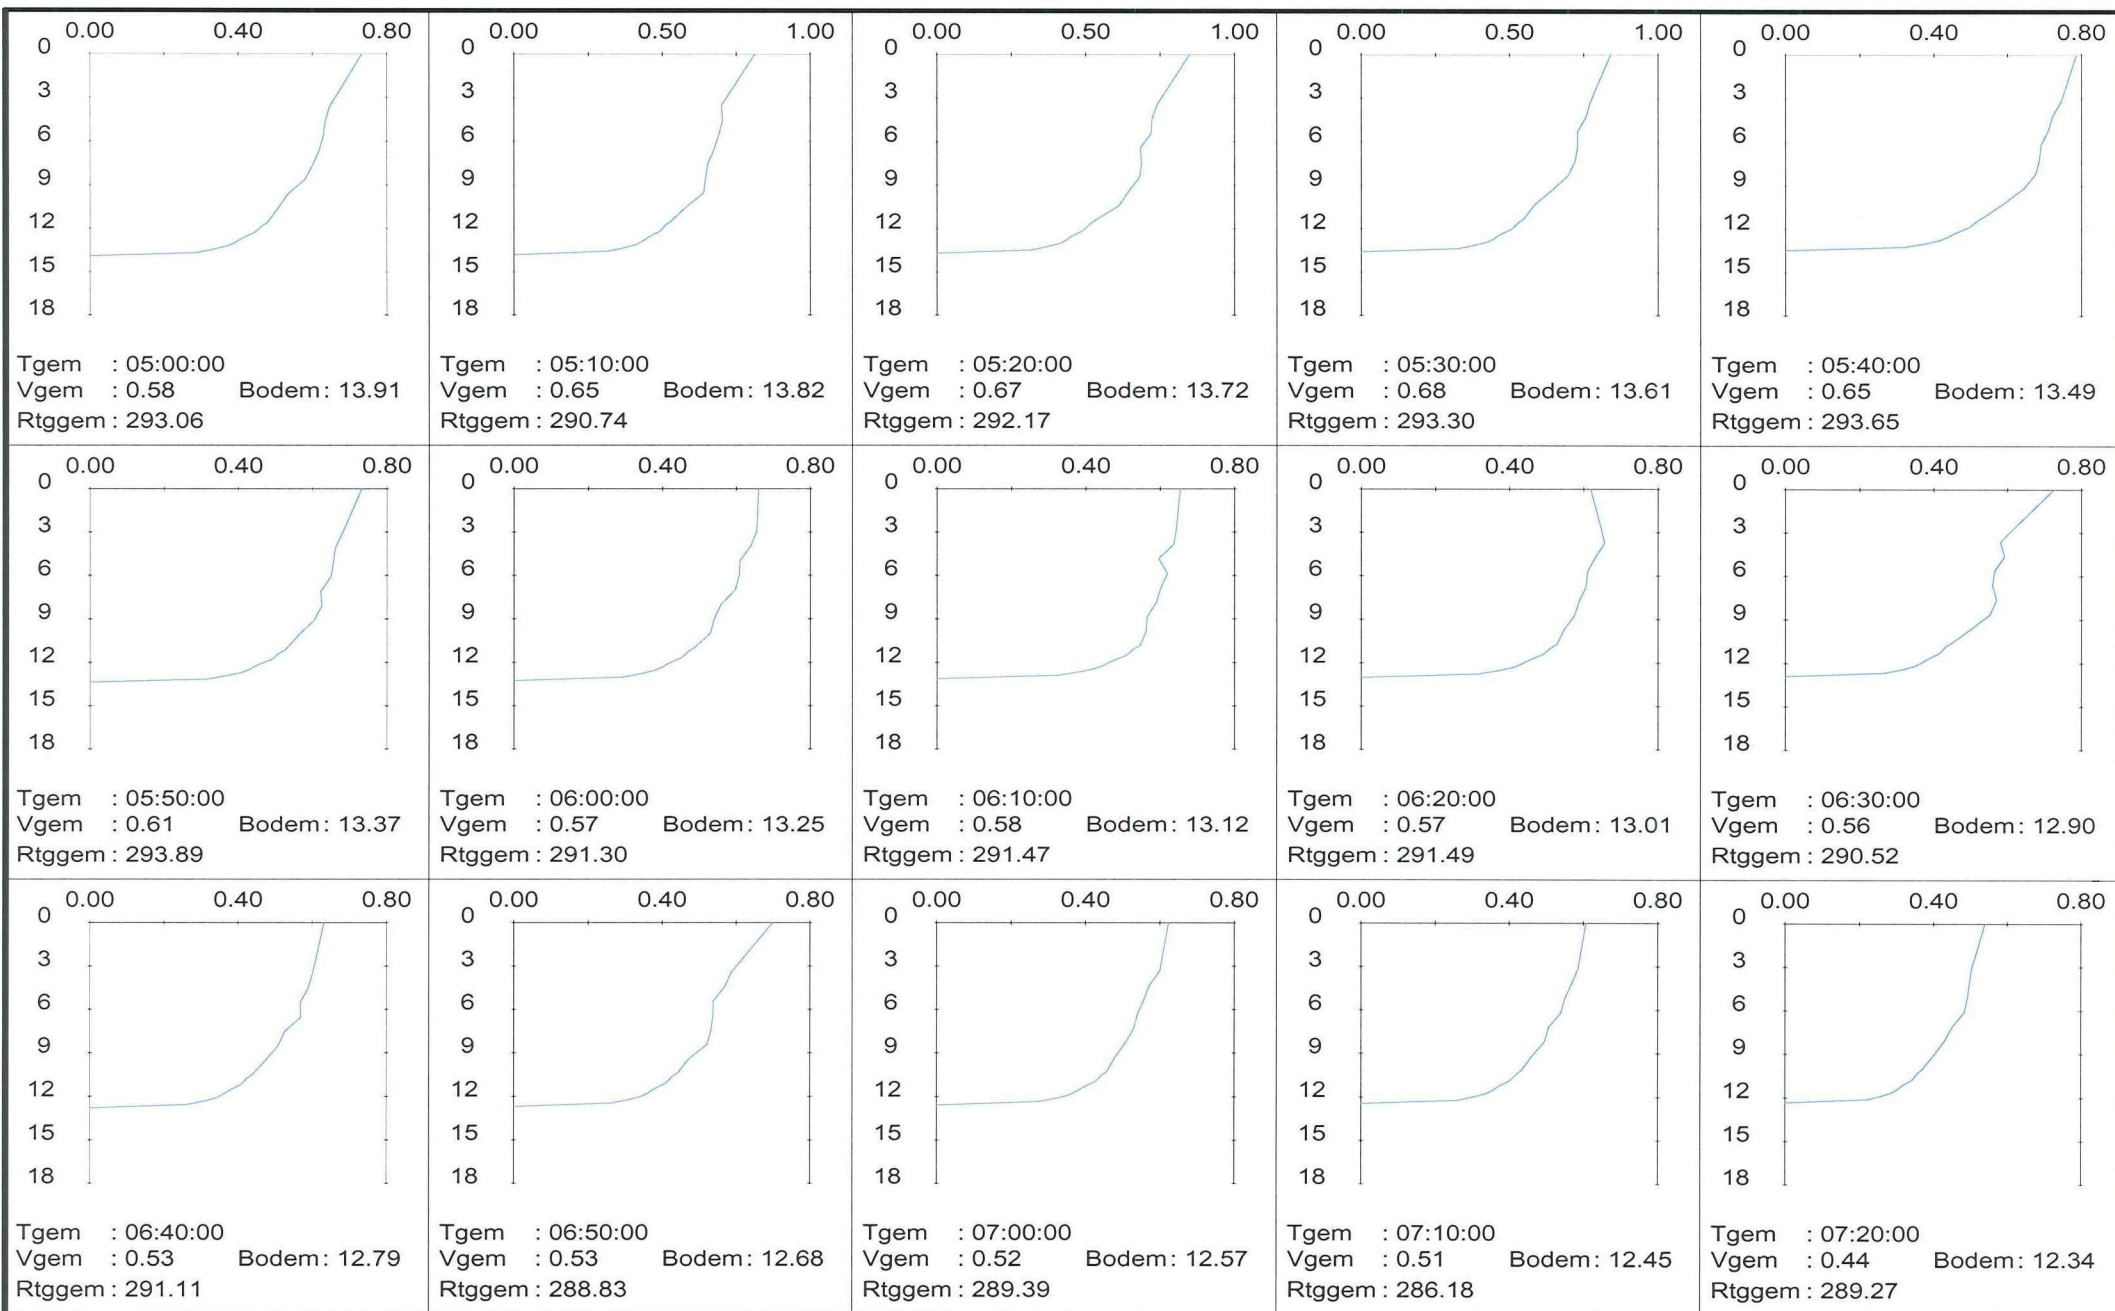 0.00 0.40 0.80
0
3
6
9
12
15
18
Tgem : 05:00:00
Vgem : 0.58 Bodem: 13.91
Rtggem : 293.06
0.00 0.50 1.00
0
3
6
9
12
15
18
Tgem : 05:10:00
Vgem : 0.65 Bodem: 13.82
Rtggem : 290.74
0.00 0.50 1.00
0
3
6
9
12
15
18
Tgem : 05:20:00
Vgem : 0.67 Bodem: 13.72
Rtggem : 292.17
0.00 0.50 1.00
0
3
6
9
12
15
18
Tgem : 05:30:00
Vgem : 0.68 Bodem: 13.61
Rtggem : 293.30
0.00 0.40 0.80
0
3
6
9
12
15
18
Tgem : 05:40:00
Vgem : 0.65 Bodem: 13.49
Rtggem : 293.65
0.00 0.40 0.80
0
3
6
9
12
15
18
Tgem : 05:50:00
Vgem : 0.61 Bodem: 13.37
Rtggem : 293.89
0.00 0.40 0.80
0
3
6
9
12
15
18
Tgem : 06:00:00
Vgem : 0.57 Bodem: 13.25
Rtggem : 291.30
0.00 0.40 0.80
0
3
6
9
12
15
18
Tgem : 06:10:00
Vgem : 0.58 Bodem: 13.12
Rtggem : 291.47
0.00 0.40 0.80
0
3
6
9
12
15
18
Tgem : 06:20:00
Vgem : 0.57 Bodem: 13.01
Rtggem : 291.49
0.00 0.40 0.80
0
3
6
9
12
15
18
Tgem : 06:30:00
Vgem : 0.56 Bodem: 12.90
Rtggem : 290.52
0.00 0.40 0.80
0
3
6
9
12
15
18
Tgem : 06:40:00
Vgem : 0.53 Bodem: 12.79
Rtggem : 291.11
0.00 0.40 0.80
0
3
6
9
12
15
18
Tgem : 06:50:00
Vgem : 0.53 Bodem: 12.68
Rtggem : 288.83
0.00 0.40 0.80
0
3
6
9
12
15
18
Tgem : 07:00:00
Vgem : 0.52 Bodem: 12.57
Rtggem : 289.39
0.00 0.40 0.80
0
3
6
9
12
15
18
Tgem : 07:10:00
Vgem : 0.51 Bodem: 12.45
Rtggem : 286.18
0.00 0.40 0.80
0
3
6
9
12
15
18
Tgem : 07:20:00
Vgem : 0.44 Bodem: 12.34
Rtggem : 289.27